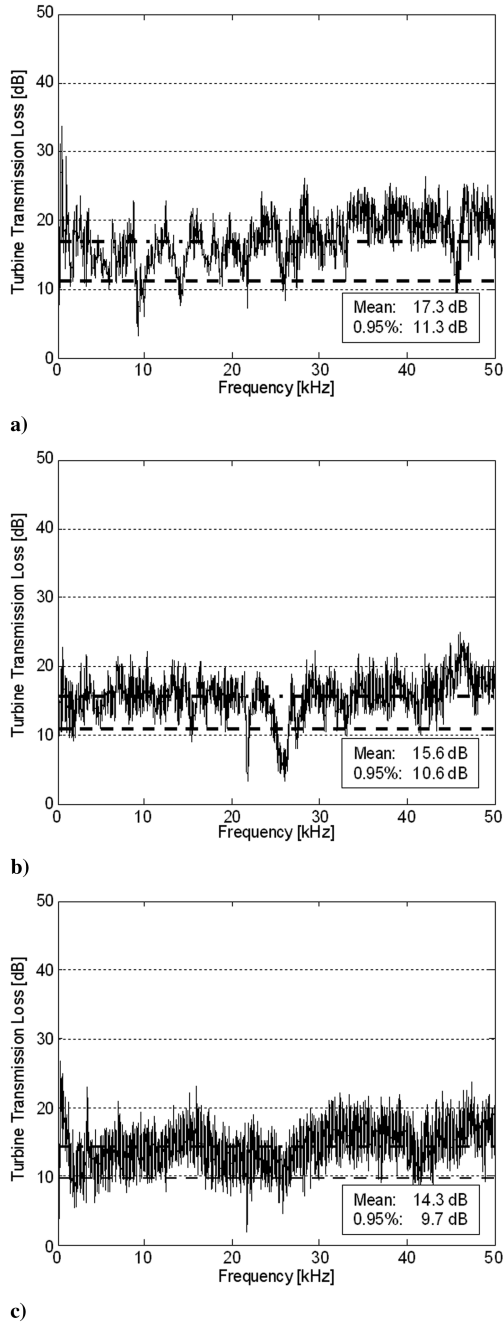 50
40
30
20
10
0
Turbine Transmission Loss [dB]
Mean: 17.3 dB
0.95%: 11.3 dB
0 10 20 30 40 50
Frequency [kHz]
a)
50
40
30
20
10
0
Turbine Transmission Loss [dB]
Mean: 15.6 dB
0.95%: 10.6 dB
0 10 20 30 40 50
Frequency [kHz]
b)
50
40
30
20
10
0
Turbine Transmission Loss [dB]
Mean: 14.3 dB
0.95%: 9.7 dB
0 10 20 30 40 50
Frequency [kHz]
c)